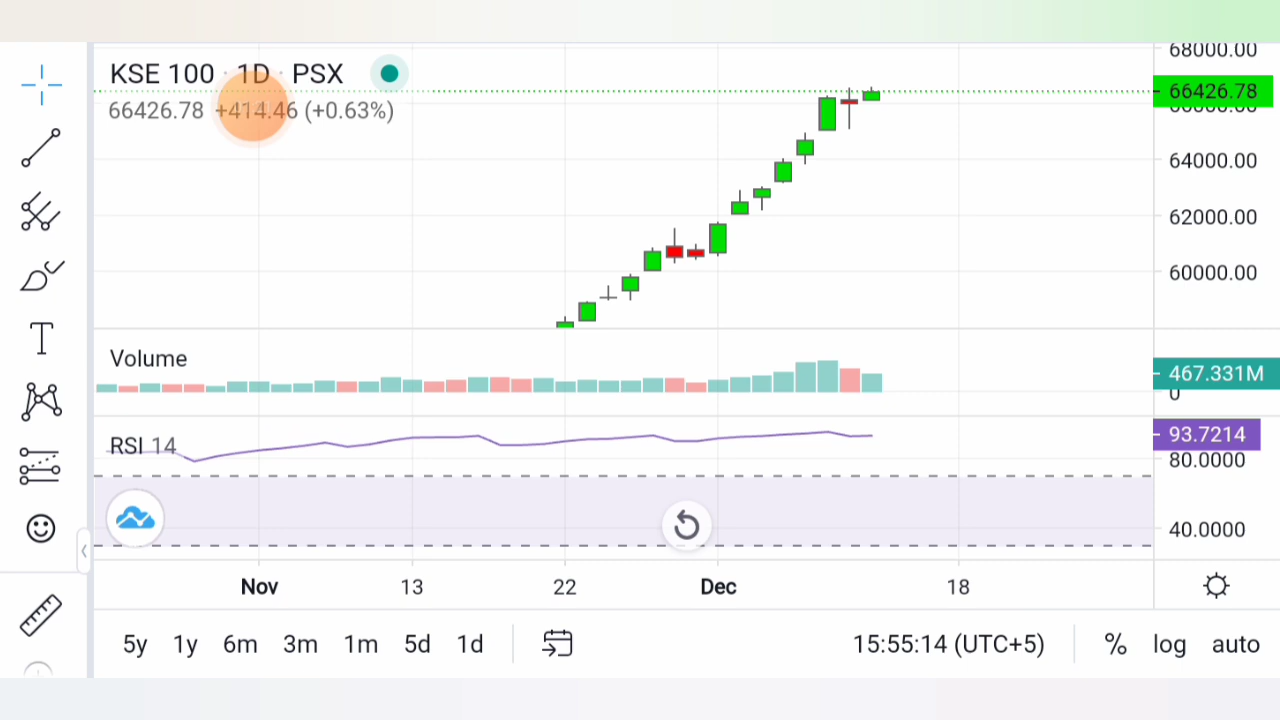 KSE 100 · 1D · PSX
66426.78 +414.46 (+0.63%)
68000.00
66426.78
66000.00
64000.00
62000.00
60000.00
Volume
467.331M
0
RSI 14
93.7214
80.0000
40.0000
Nov 13 22 Dec 18
5y 1y 6m 3m 1m 5d 1d 15:55:14 (UTC+5) % log auto
T